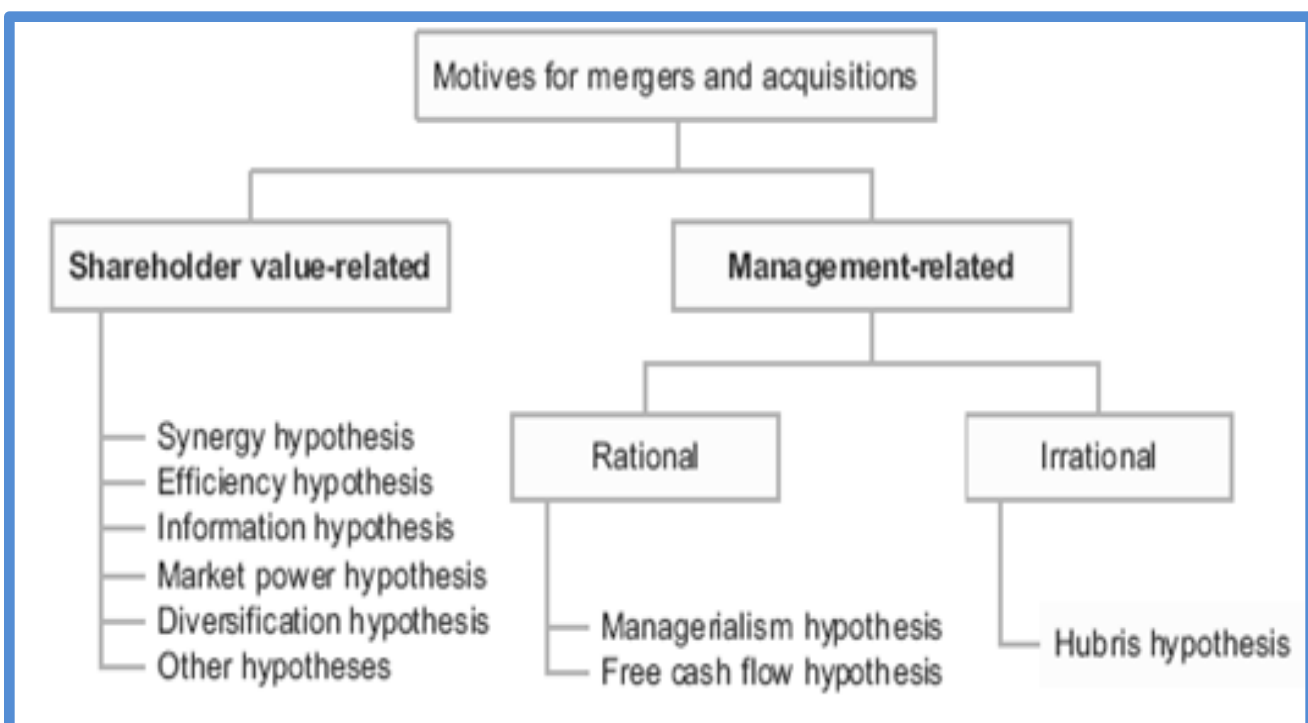 Motives for mergers and acquisitions
Shareholder value-related
Management-related
Synergy hypothesis
Efficiency hypothesis
Information hypothesis
Market power hypothesis
Diversification hypothesis
Other hypotheses
Rational
Irrational
Managerialism hypothesis
Free cash flow hypothesis
Hubris hypothesis